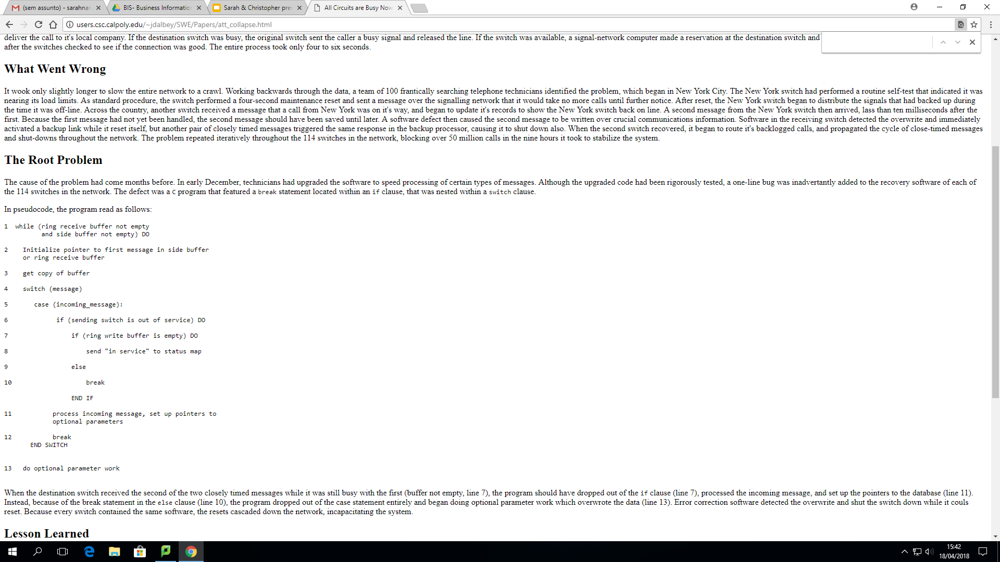 (sem assunto) - sarahnar
BIS- Business Informatio
Sarah & Christopher pre
All Circuits are Busy Now
users.csc.calpoly.edu/~jdalbey/SWE/Papers/att_collapse.html
deliver the call to it's local company. If the destination switch was busy, the original switch sent the caller a busy signal and released the line. If the switch was available, a signal-network computer made a reservation at the destination switch and
after the switches checked to see if the connection was good. The entire process took only four to six seconds.
What Went Wrong
It wook only slightly longer to slow the entire network to a crawl. Working backwards through the data, a team of 100 frantically searching telephone technicians identified the problem, which began in New York City. The New York switch had performed a routine self-test that indicated it was
nearing its load limits. As standard procedure, the switch performed a four-second maintenance reset and sent a message over the signalling network that it would take no more calls until further notice. After reset, the New York switch began to distribute the signals that had backed up during
the time it was off-line. Across the country, another switch received a message that a call from New York was on it's way, and began to update it's records to show the New York switch back on line. A second message from the New York switch then arrived, lass than ten milliseconds after the
first. Because the first message had not yet been handled, the second message should have been saved until later. A software defect then caused the second message to be written over crucial communications information. Software in the receiving switch detected the overwrite and immediately
activated a backup link while it reset itself, but another pair of closely timed messages triggered the same response in the backup processor, causing it to shut down also. When the second switch recovered, it began to route it's backlogged calls, and propagated the cycle of close-timed messages
and shut-downs throughout the network. The problem repeated iteratively throughout the 114 switches in the network, blocking over 50 million calls in the nine hours it took to stabilize the system.
The Root Problem
The cause of the problem had come months before. In early December, technicians had upgraded the software to speed processing of certain types of messages. Although the upgraded code had been rigorously tested, a one-line bug was inadvertantly added to the recovery software of each of
the 114 switches in the network. The defect was a C program that featured a break statement located within an if clause, that was nested within a switch clause.
In pseudocode, the program read as follows:
1 while (ring receive buffer not empty
and side buffer not empty) DO
2 Initialize pointer to first message in side buffer
or ring receive buffer
3 get copy of buffer
4 switch (message)
5 case (incoming_message):
6 if (sending switch is out of service) DO
7 if (ring write buffer is empty) DO
8 send "in service" to status map
9 else
10 break
END IF
11 process incoming message, set up pointers to
optional parameters
12 break
END SWITCH
13 do optional parameter work
When the destination switch received the second of the two closely timed messages while it was still busy with the first (buffer not empty, line 7), the program should have dropped out of the if clause (line 7), processed the incoming message, and set up the pointers to the database (line 11).
Instead, because of the break statement in the else clause (line 10), the program dropped out of the case statement entirely and began doing optional parameter work which overwrote the data (line 13). Error correction software detected the overwrite and shut the switch down while it couls
reset. Because every switch contained the same software, the resets cascaded down the network, incapacitating the system.
Lesson Learned
15:42
18/04/2018